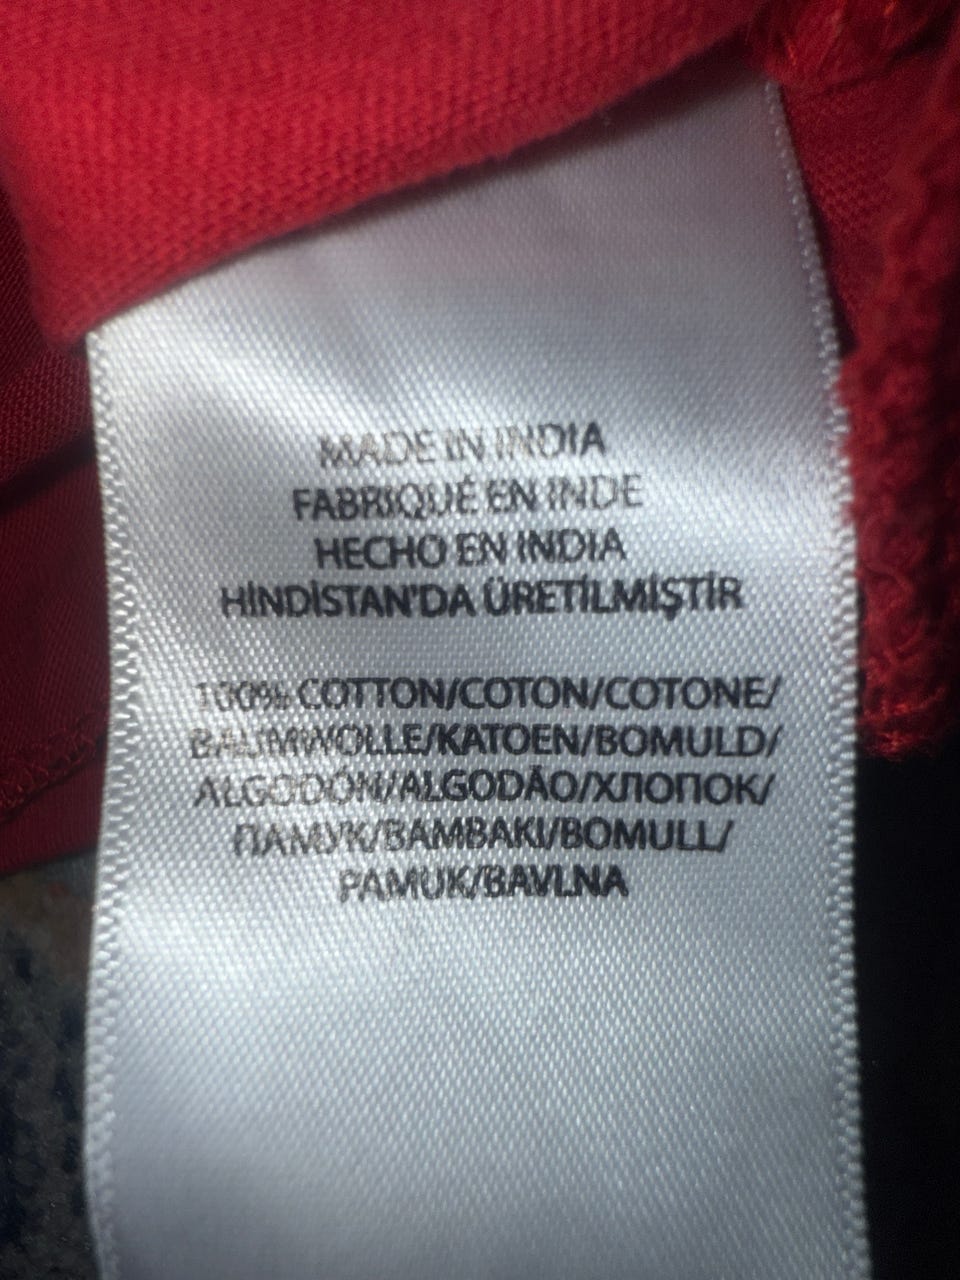 MADE IN INDIA
FABRIQUÉ EN INDE
HECHO EN INDIA
HİNDİSTAN'DA ÜRETİLMİŞTİR
100% COTTON/COTON/COTONE/
BAUMWOLLE/KATOEN/BOMULD/
ALGODÓN/ALGODÃO/ХЛОПОК/
ПАМУК/BAMBAKI/BOMULL/
PAMUK/BAVLNA